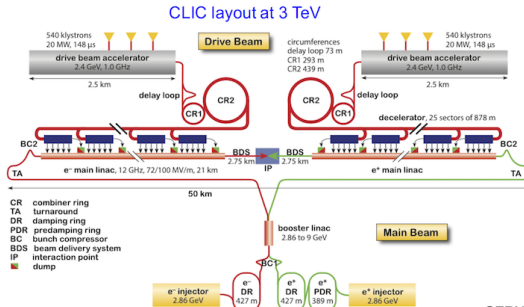 CLIC layout at 3 TeV
540 klystrons
20 MW, 148 µs
Drive Beam
circumferences
delay loop 73 m
CR1 293 m
CR2 439 m
540 klystrons
20 MW, 148 µs
drive beam accelerator
2.4 GeV, 1.0 GHz
drive beam accelerator
2.4 GeV, 1.0 GHz
2.5 km
2.5 km
delay loop
CR2
CR1
CR2
CR1
delay loop
decelerator, 25 sectors of 878 m
BC2
BDS
2.75 km
BDS
2.75 km
BC2
TA
e⁻ main linac, 12 GHz, 72/100 MV/m, 21 km
IP
e⁺ main linac
TA
50 km
CR combiner ring
TA turnaround
DR damping ring
PDR predamping ring
BC bunch compressor
BDS beam delivery system
IP interaction point
dump
booster linac
2.86 to 9 GeV
Main Beam
BC1
e⁻ injector
2.86 GeV
e⁻
DR
427 m
e⁺
DR
427 m
e⁺
PDR
389 m
e⁺ injector
2.86 GeV